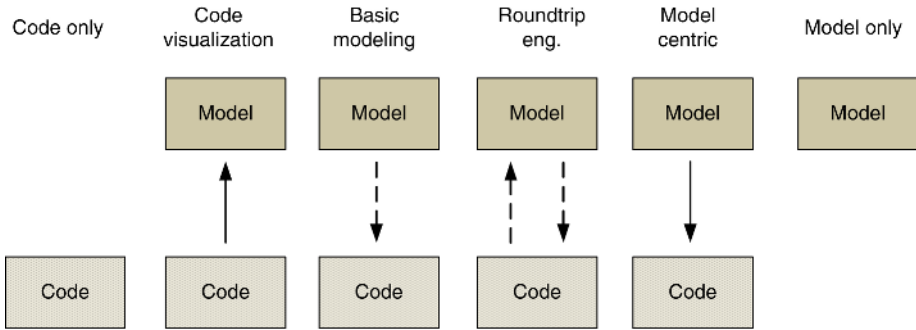 Code only
Code
visualization
Basic
modeling
Roundtrip
eng.
Model
centric
Model only
Model
Model
Model
Model
Model
Code
Code
Code
Code
Code